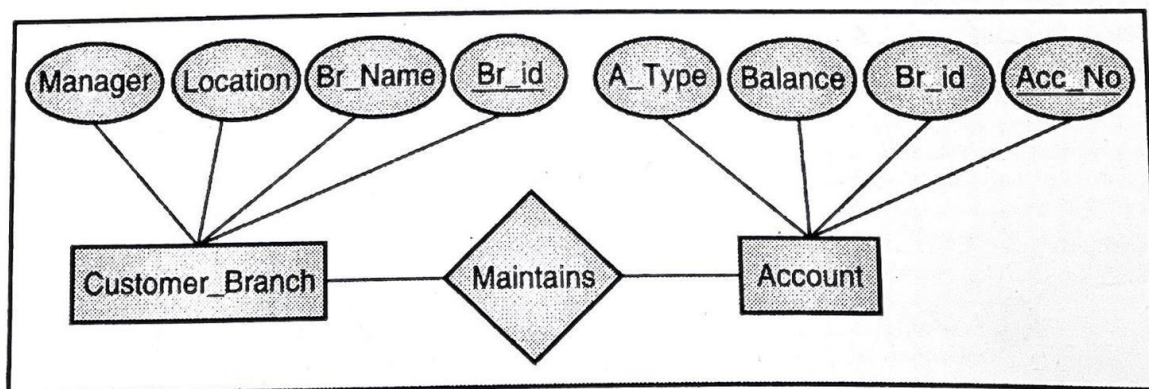 Manager Location Br_Name Br_id A_Type Balance Br_id Acc_No
Customer_Branch Maintains Account